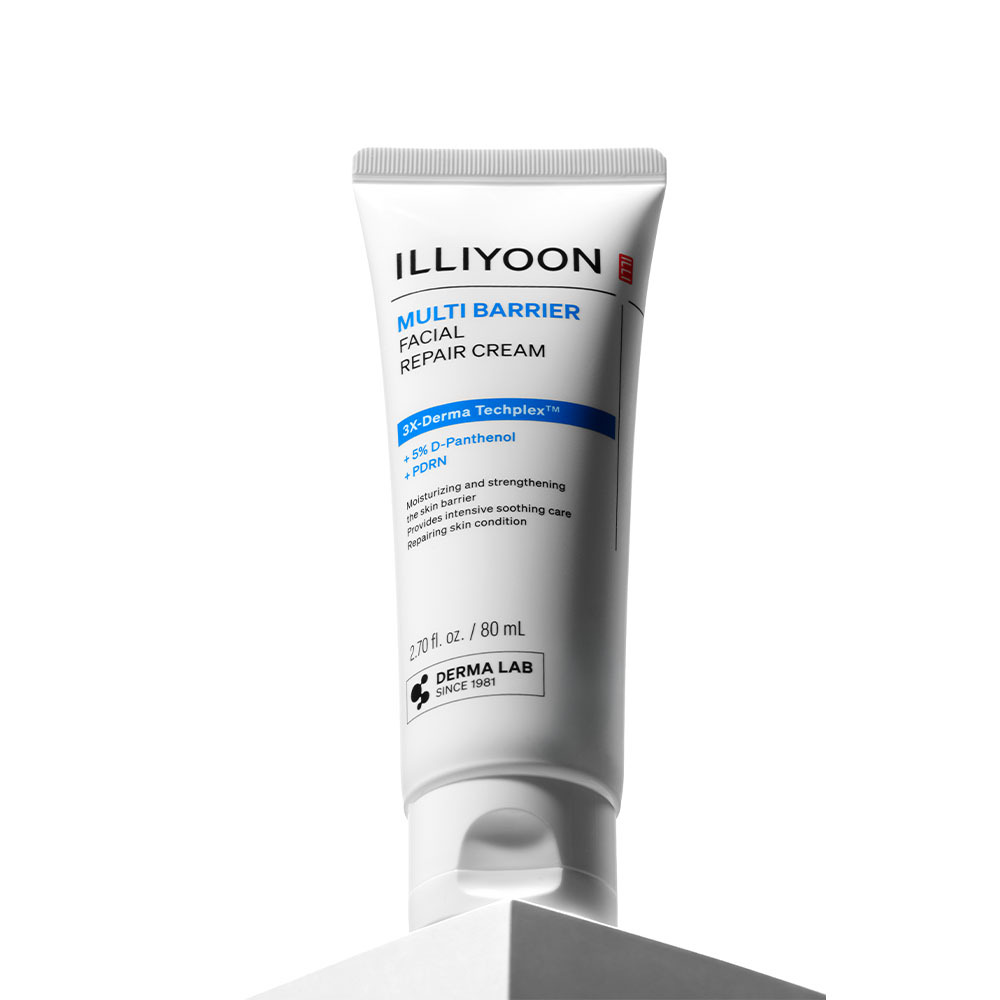 ILLIYOON
ILLI
MULTI BARRIER
FACIAL
REPAIR CREAM
3X-Derma Techplex™
+ 5% D-Panthenol
+ PDRN
Moisturizing and strengthening
the skin barrier
Provides intensive soothing care
Repairing skin condition
2.70 fl. oz. / 80 mL
DERMA LAB
SINCE 1981